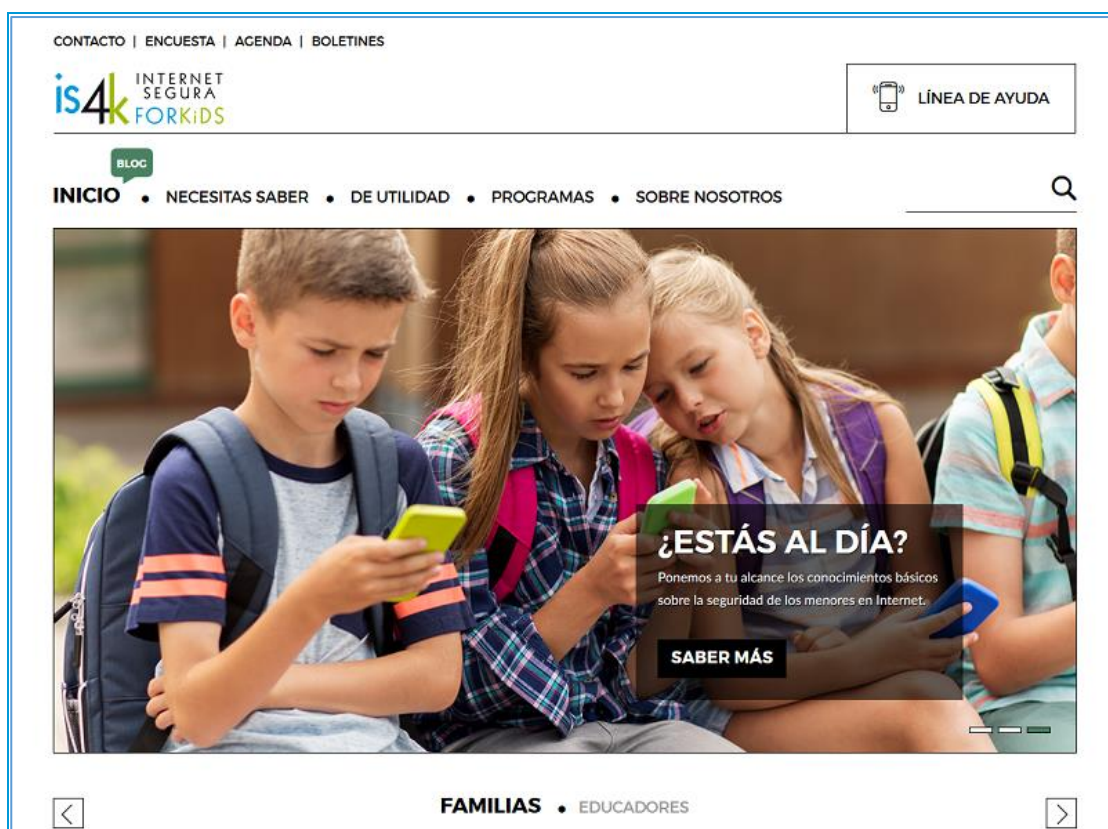 CONTACTO | ENCUESTA | AGENDA | BOLETINES
is4k INTERNET
SEGURA
FORKiDS
LÍNEA DE AYUDA
BLOG
INICIO • NECESITAS SABER • DE UTILIDAD • PROGRAMAS • SOBRE NOSOTROS
¿ESTÁS AL DÍA?
Ponemos a tu alcance los conocimientos básicos
sobre la seguridad de los menores en Internet.
SABER MÁS
FAMILIAS • EDUCADORES